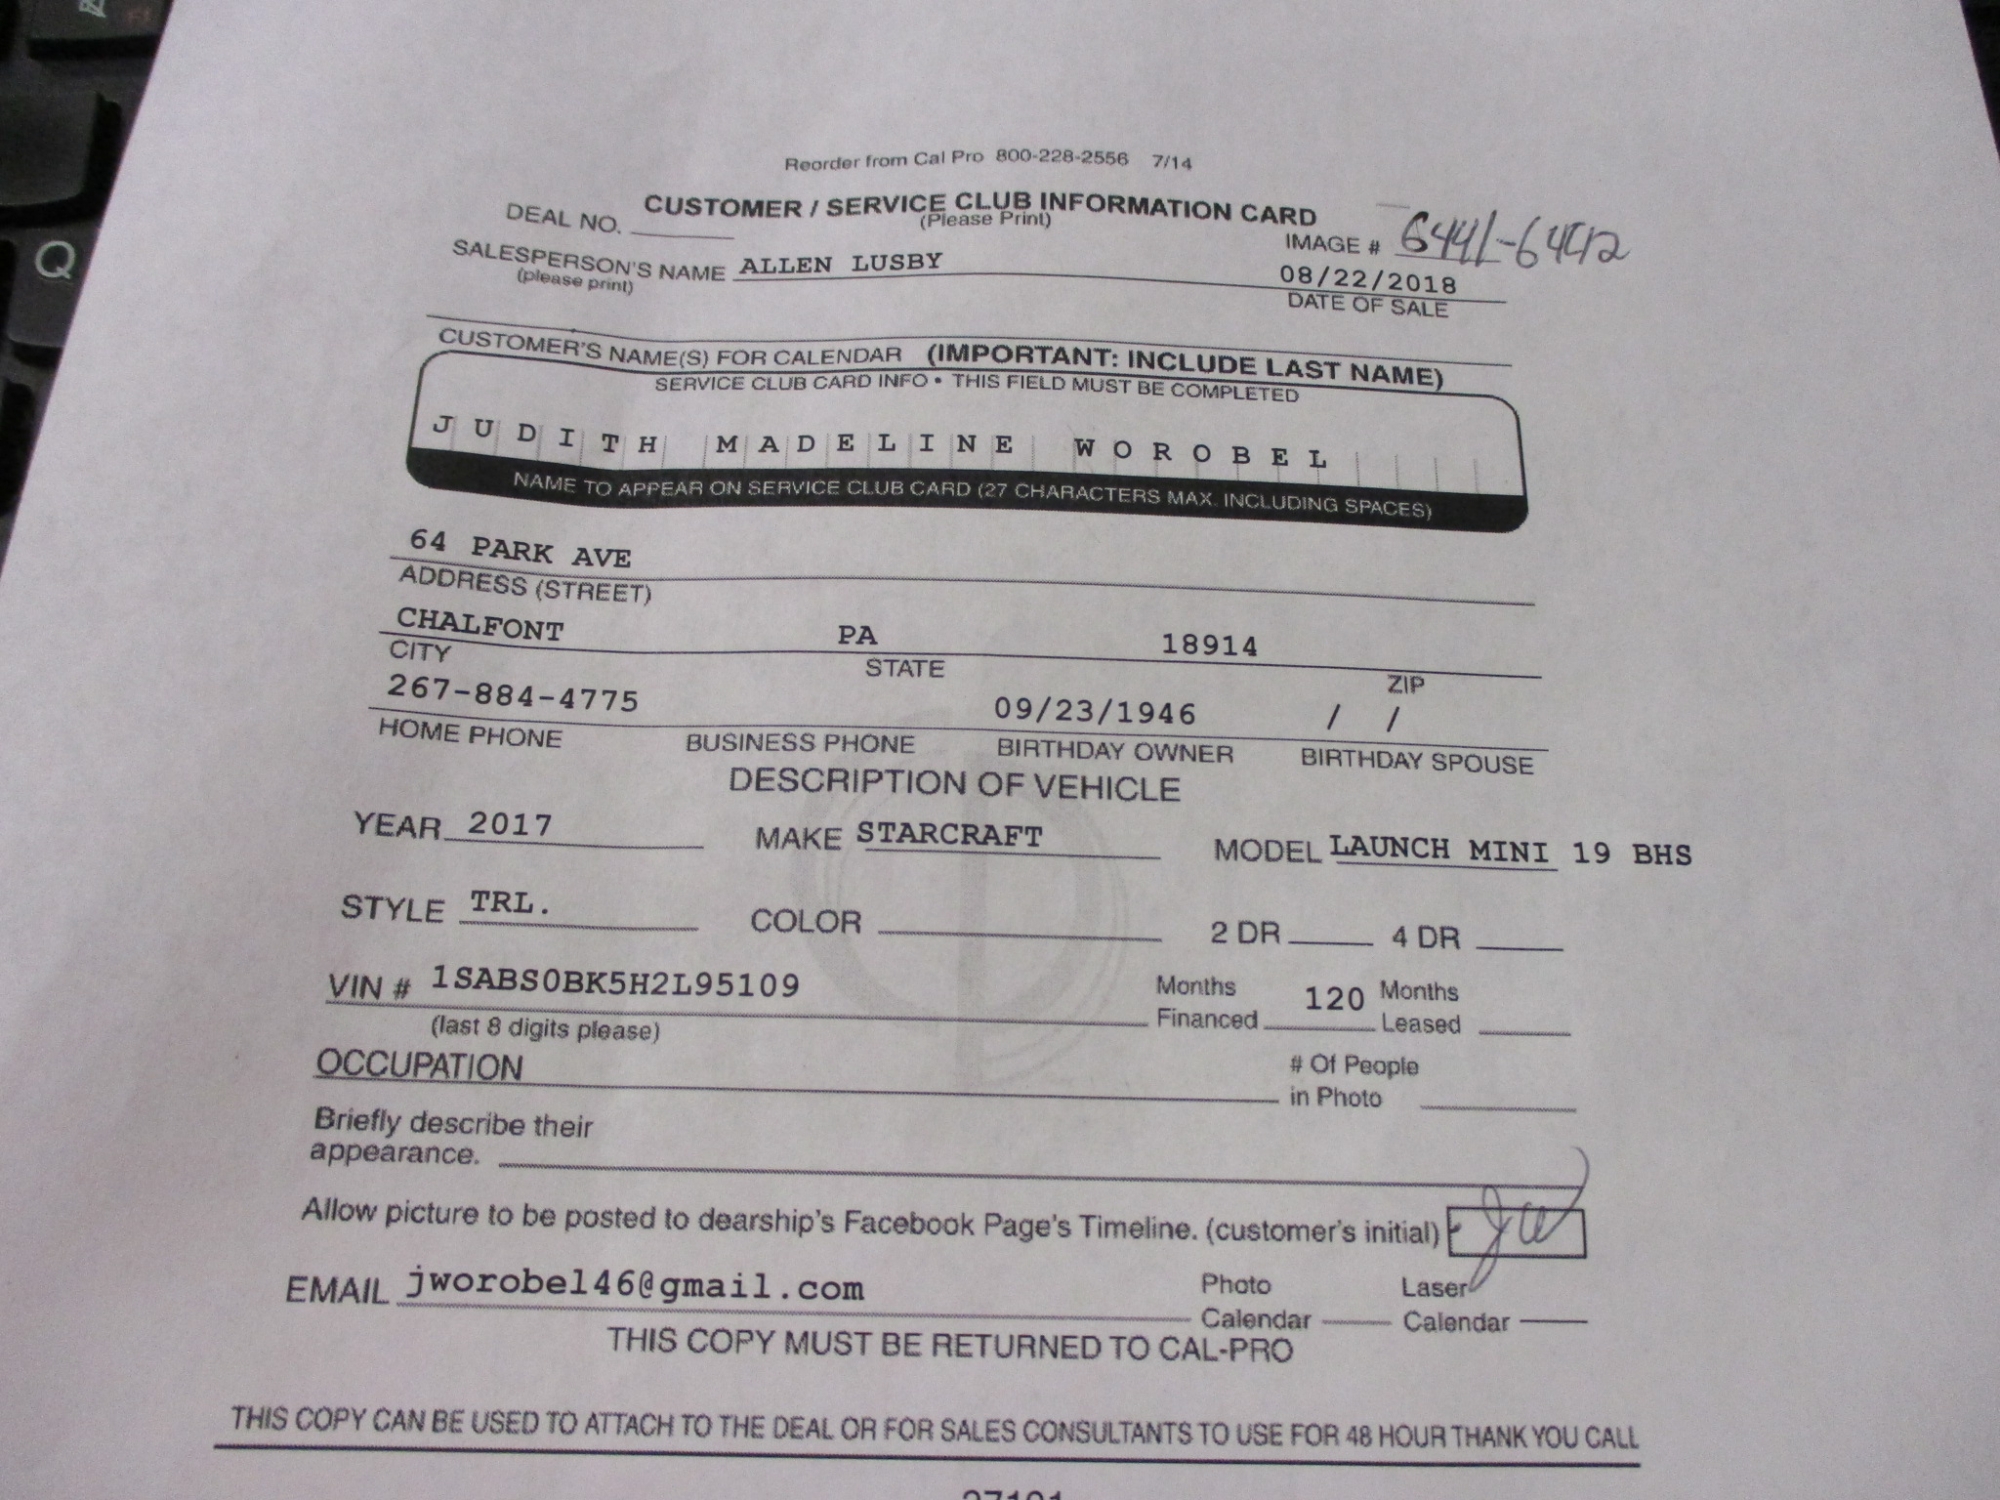 Reorder from Cal Pro 800-228-2556 7/14
CUSTOMER / SERVICE CLUB INFORMATION CARD
DEAL NO. (Please Print)
IMAGE # 6441-6442
SALESPERSON'S NAME ALLEN LUSBY 08/22/2018
(please print) DATE OF SALE
CUSTOMER'S NAME(S) FOR CALENDAR (IMPORTANT: INCLUDE LAST NAME)
SERVICE CLUB CARD INFO • THIS FIELD MUST BE COMPLETED
JUDITH MADELINE WOROBEL
NAME TO APPEAR ON SERVICE CLUB CARD (27 CHARACTERS MAX. INCLUDING SPACES)
64 PARK AVE
ADDRESS (STREET)
CHALFONT PA 18914
CITY STATE ZIP
267-884-4775 09/23/1946 / /
HOME PHONE BUSINESS PHONE BIRTHDAY OWNER BIRTHDAY SPOUSE
DESCRIPTION OF VEHICLE
YEAR 2017 MAKE STARCRAFT MODEL LAUNCH MINI 19 BHS
STYLE TRL. COLOR 2 DR 4 DR
VIN # 1SABS0BK5H2L95109 Months Financed 120 Months Leased
(last 8 digits please)
OCCUPATION # Of People in Photo
Briefly describe their
appearance.
Allow picture to be posted to dearship's Facebook Page's Timeline. (customer's initial) JW
EMAIL jworobel46@gmail.com Photo Calendar Laser Calendar
THIS COPY MUST BE RETURNED TO CAL-PRO
THIS COPY CAN BE USED TO ATTACH TO THE DEAL OR FOR SALES CONSULTANTS TO USE FOR 48 HOUR THANK YOU CALL